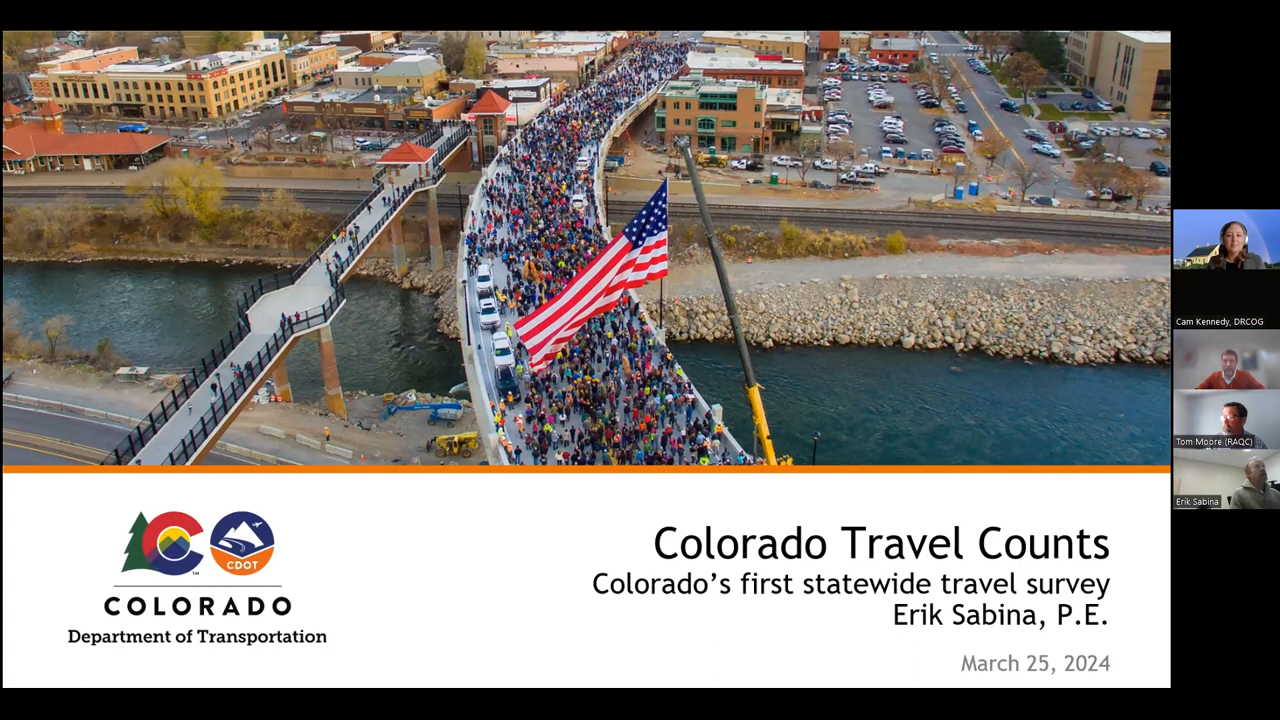 Colorado Travel Counts
Colorado's first statewide travel survey
Erik Sabina, P.E.
March 25, 2024
CDOT
TM
COLORADO
Department of Transportation
Cam Kennedy, DRCOG
Tom Moore (RAQC)
Erik Sabina